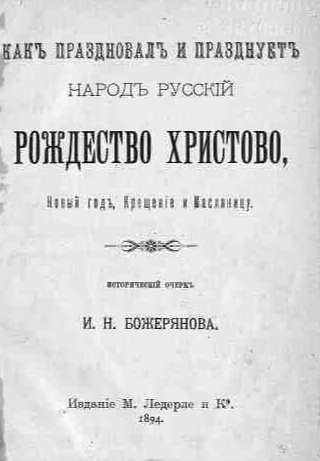 КАКЪ ПРАЗДНОВАЛЪ И ПРАЗДНУЕТЪ
НАРОДЪ РУССКІЙ
РОЖДЕСТВО ХРИСТОВО,
Новый годъ, Крещеніе и Масляницу.
ИСТОРИЧЕСКІЙ ОЧЕРКЪ
И. Н. БОЖЕРЯНОВА.
Изданіе М. Ледерле и Кº.
1894.